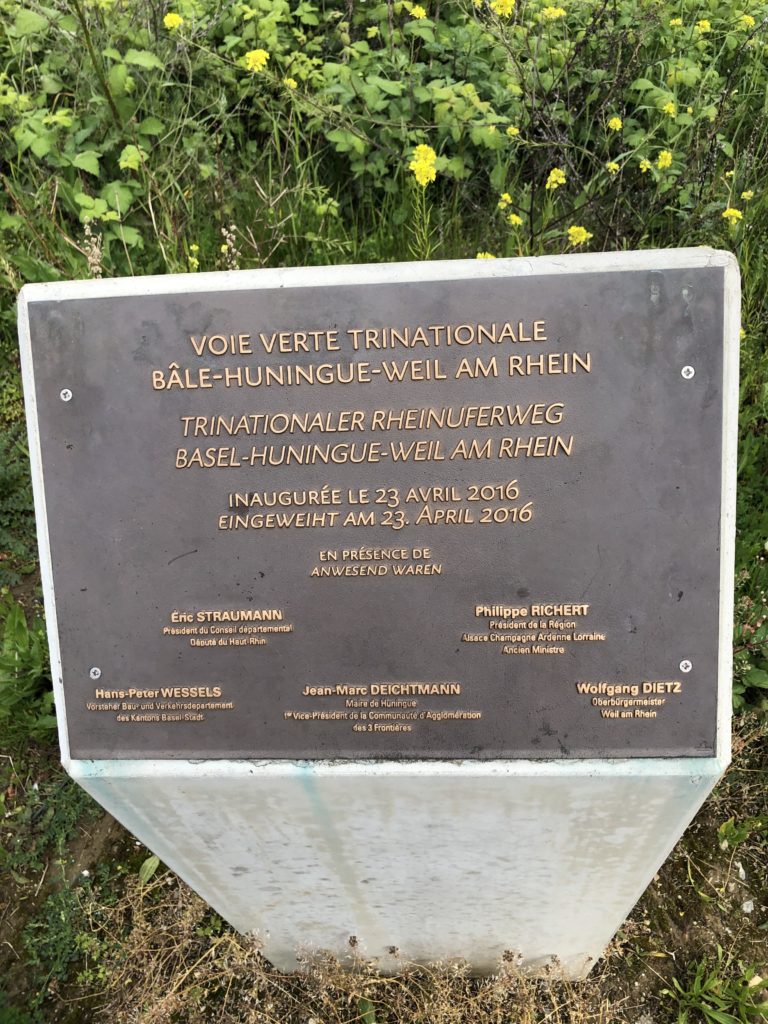 VOIE VERTE TRINATIONALE
BÂLE-HUNINGUE-WEIL AM RHEIN
TRINATIONALER RHEINUFERWEG
BASEL-HUNINGUE-WEIL AM RHEIN
INAUGURÉE LE 23 AVRIL 2016
EINGEWEIHT AM 23. APRIL 2016
EN PRÉSENCE DE
ANWESEND WAREN
Éric STRAUMANN
Président du Conseil départemental
Député du Haut-Rhin
Philippe RICHERT
Président de la Région
Alsace Champagne Ardenne Lorraine
Ancien Ministre
Hans-Peter WESSELS
Vorsteher Bau- und Verkehrsdepartement
des Kantons Basel-Stadt
Jean-Marc DEICHTMANN
Maire de Huningue
1er Vice-Président de la Communauté d'Agglomération
des 3 Frontières
Wolfgang DIETZ
Oberbürgermeister
Weil am Rhein